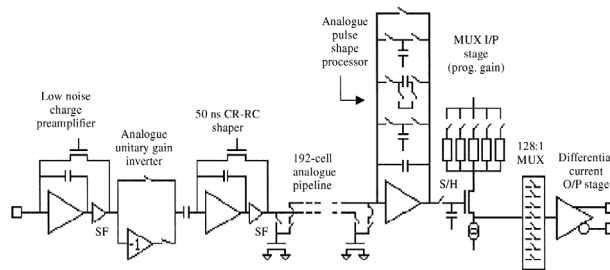 Analogue
pulse
shape
processor
MUX I/P
stage
(prog. gain)
Low noise
charge
preamplifier
Analogue
unitary gain
inverter
50 ns CR-RC
shaper
192-cell
analogue
pipeline
128:1
MUX
Differential
current
O/P stage
S/H
SF
-1
SF